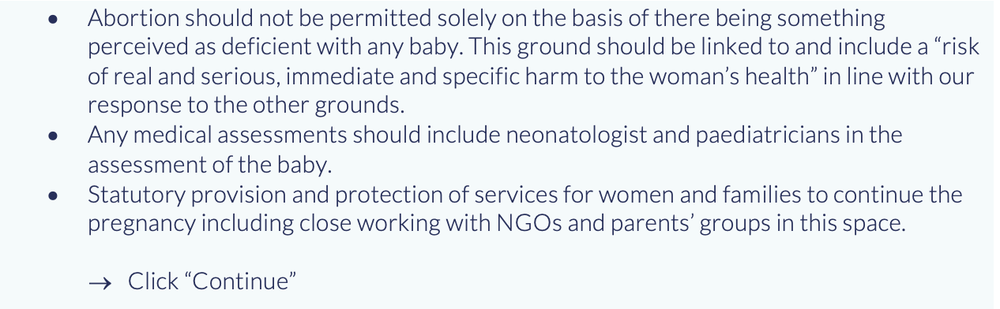 • Abortion should not be permitted solely on the basis of there being something
perceived as deficient with any baby. This ground should be linked to and include a “risk
of real and serious, immediate and specific harm to the woman’s health” in line with our
response to the other grounds.
• Any medical assessments should include neonatologist and paediatricians in the
assessment of the baby.
• Statutory provision and protection of services for women and families to continue the
pregnancy including close working with NGOs and parents’ groups in this space.
→ Click “Continue”